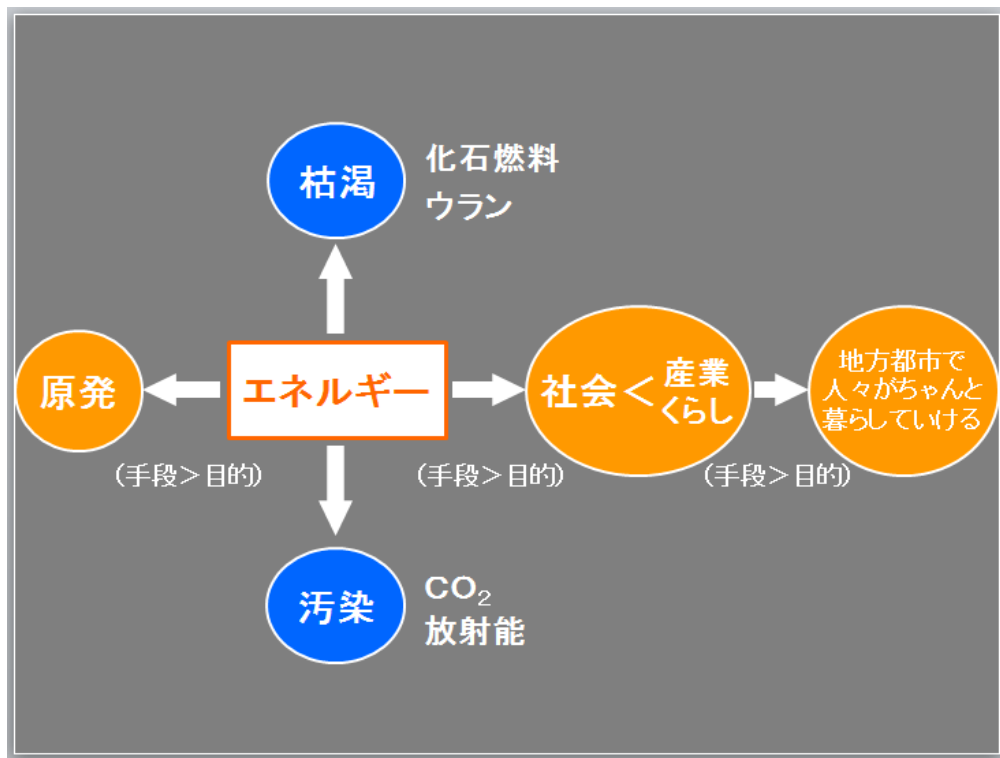 枯渇
化石燃料
ウラン
原発
エネルギー
社会＜産業
くらし
地方都市で
人々がちゃんと
暮らしていける
(手段＞目的)
(手段＞目的)
(手段＞目的)
汚染
CO₂
放射能